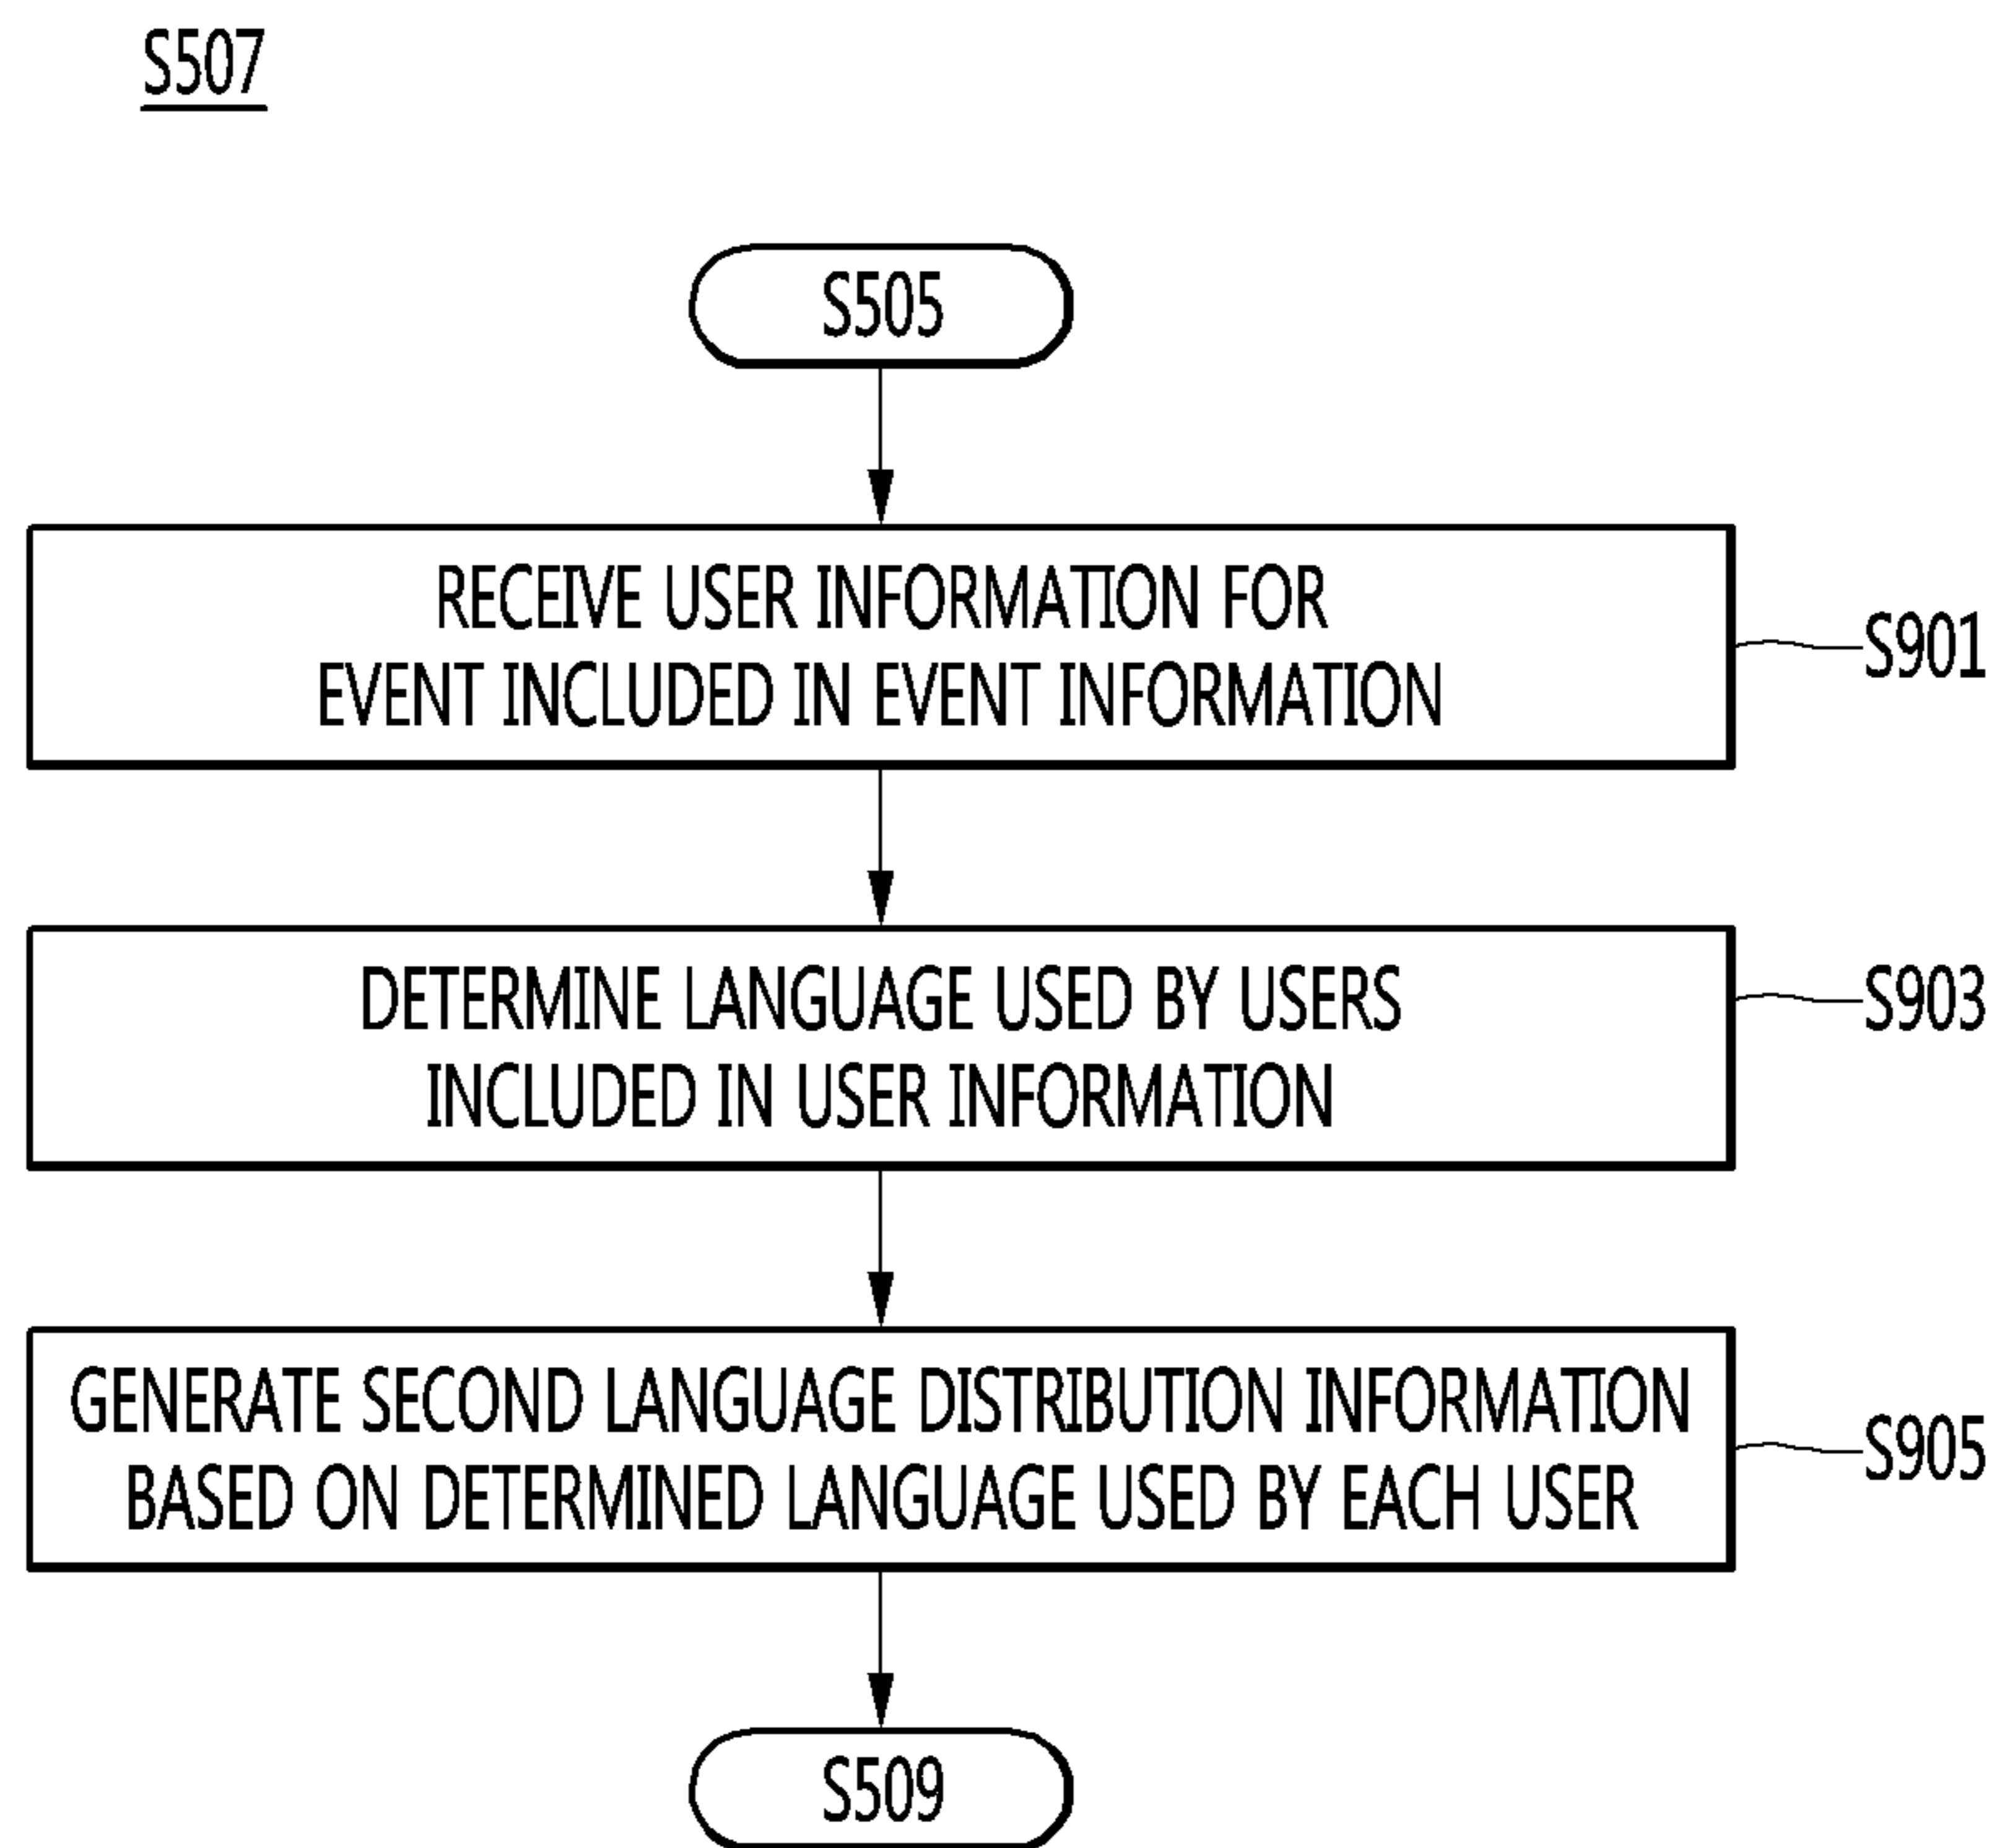 S507
S505
RECEIVE USER INFORMATION FOR
EVENT INCLUDED IN EVENT INFORMATION
S901
DETERMINE LANGUAGE USED BY USERS
INCLUDED IN USER INFORMATION
S903
GENERATE SECOND LANGUAGE DISTRIBUTION INFORMATION
BASED ON DETERMINED LANGUAGE USED BY EACH USER
S905
S509